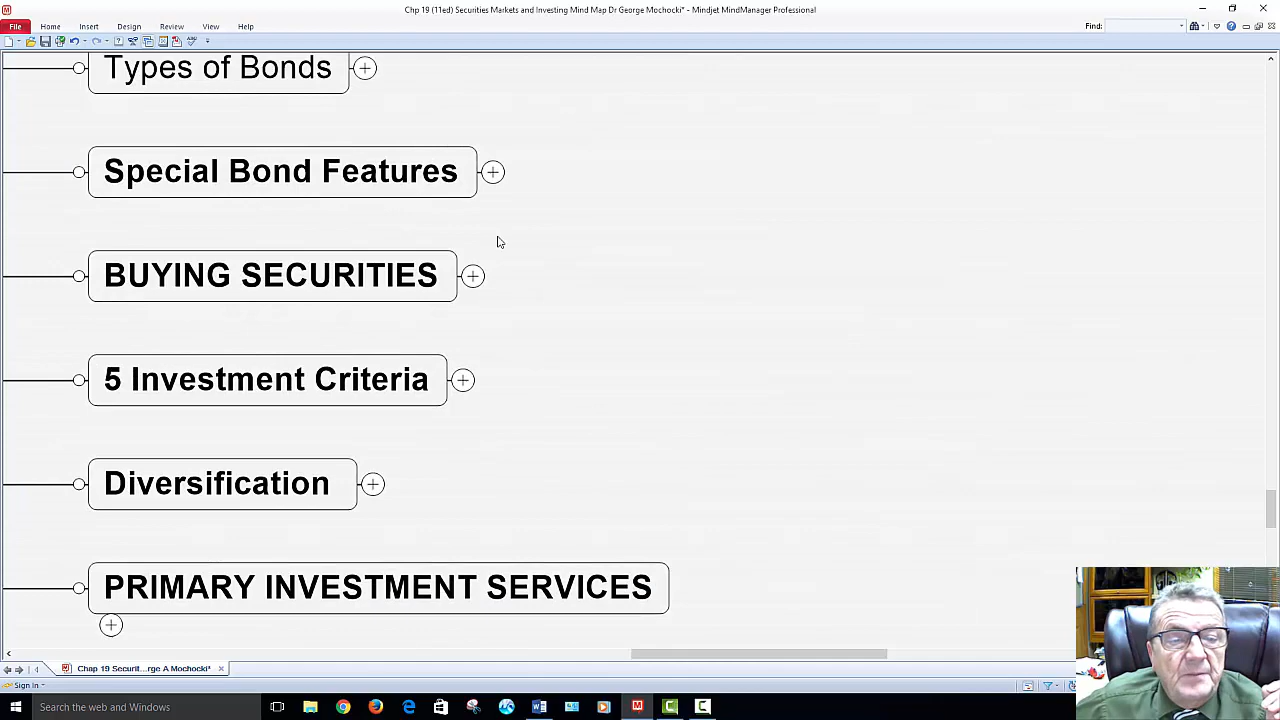 Chp 19 (11ed) Securities Markets and Investing Mind Map Dr George Mochocki* - Mindjet MindManager Professional
File Home Insert Design Review View Help Find:
Types of Bonds
Special Bond Features
BUYING SECURITIES
5 Investment Criteria
Diversification
PRIMARY INVESTMENT SERVICES
Chap 19 Securit...rge A Mochocki*
Sign In
Search the web and Windows